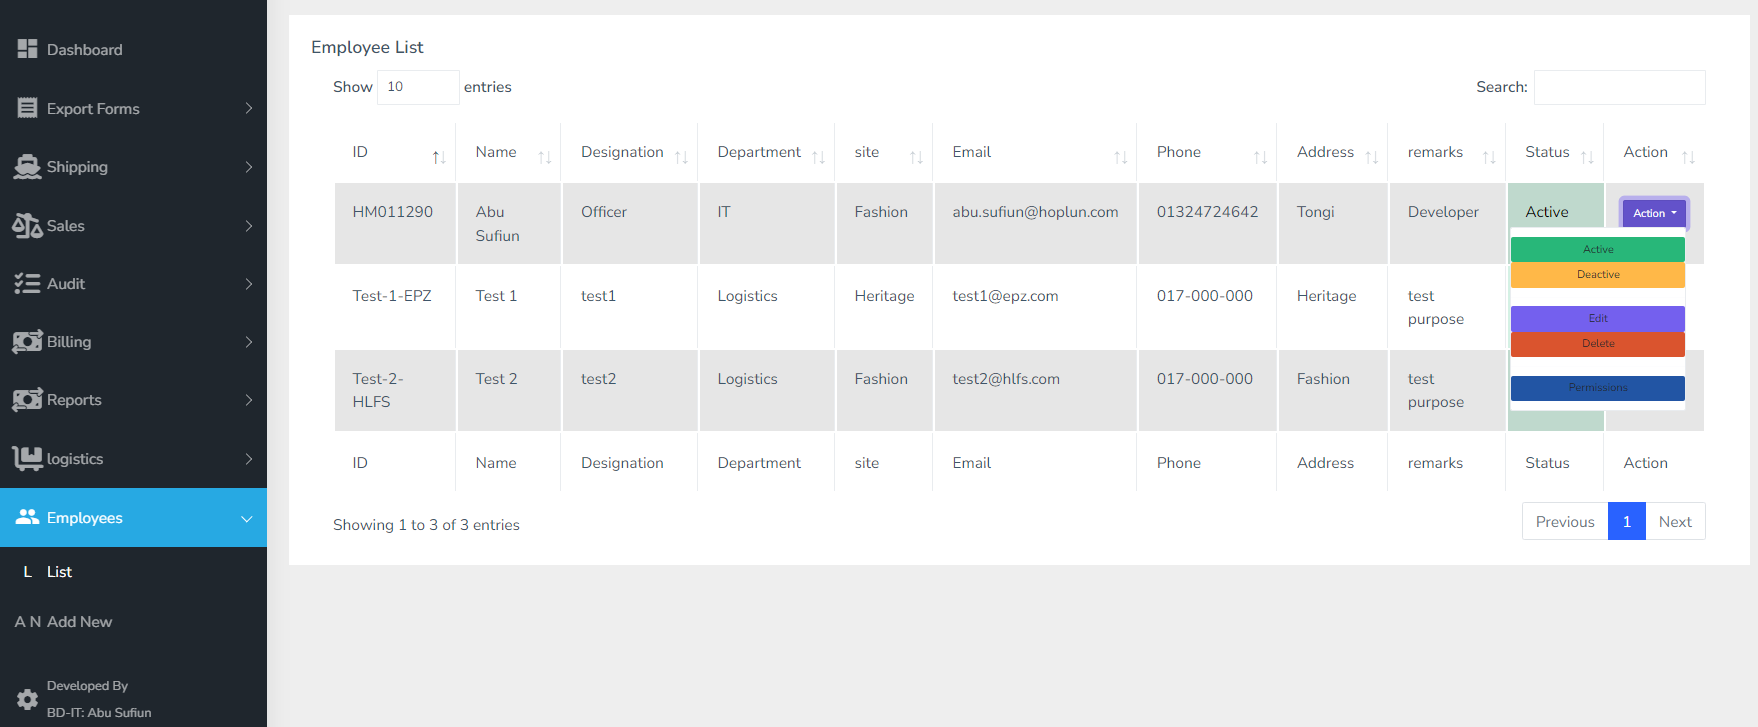 Dashboard
Export Forms
Shipping
Sales
Audit
Billing
Reports
logistics
Employees
L List
A N Add New
Developed By
BD-IT: Abu Sufiun
Employee List
Show 10 entries
Search:
ID Name Designation Department site Email Phone Address remarks Status Action
HM011290 Abu Officer IT Fashion abu.sufiun@hoplun.com 01324724642 Tongi Developer Active Action
Sufiun
Active
Deactive
Edit
Delete
Permissions
Test-1-EPZ Test 1 test1 Logistics Heritage test1@epz.com 017-000-000 Heritage test
purpose
Test-2- Test 2 test2 Logistics Fashion test2@hlfs.com 017-000-000 Fashion test
HLFS purpose
ID Name Designation Department site Email Phone Address remarks Status Action
Showing 1 to 3 of 3 entries
Previous 1 Next